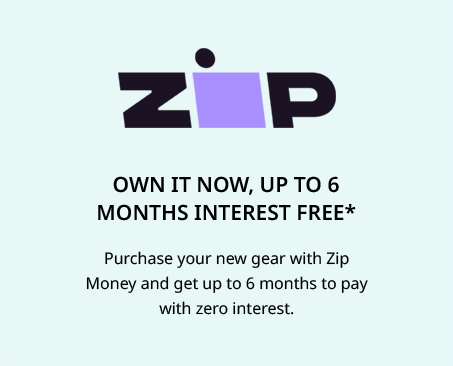 ZIP
OWN IT NOW, UP TO 6
MONTHS INTEREST FREE*
Purchase your new gear with Zip
Money and get up to 6 months to pay
with zero interest.